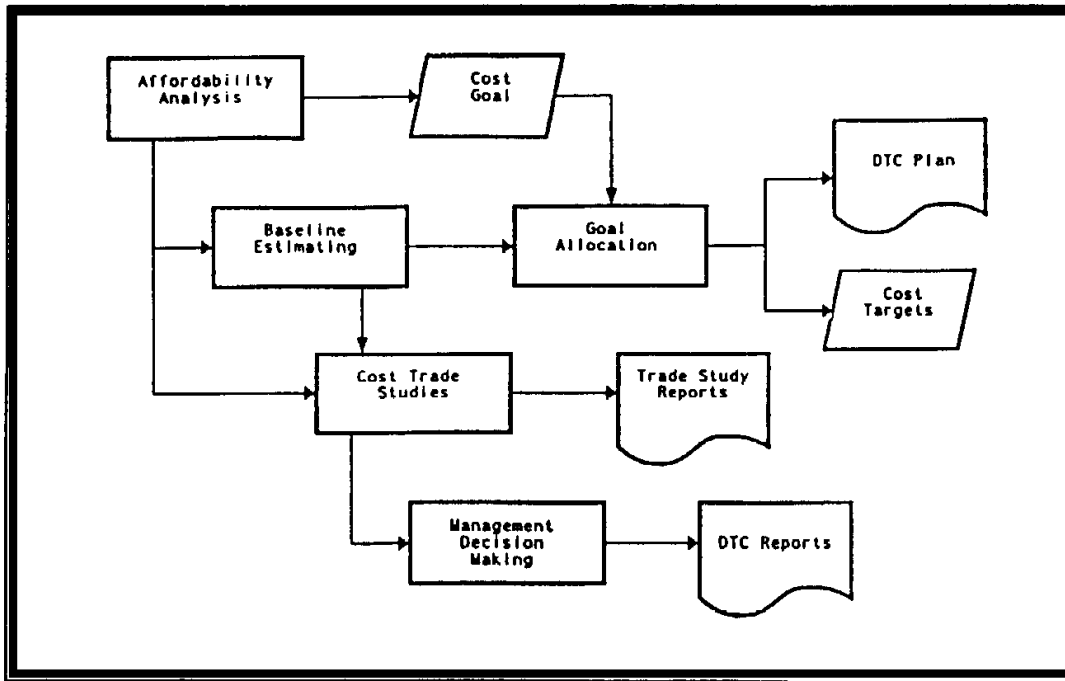 Affordability
Analysis
Cost
Goal
DTC Plan
Baseline
Estimating
Goal
Allocation
Cost
Targets
Cost Trade
Studies
Trade Study
Reports
Management
Decision
Making
DTC Reports